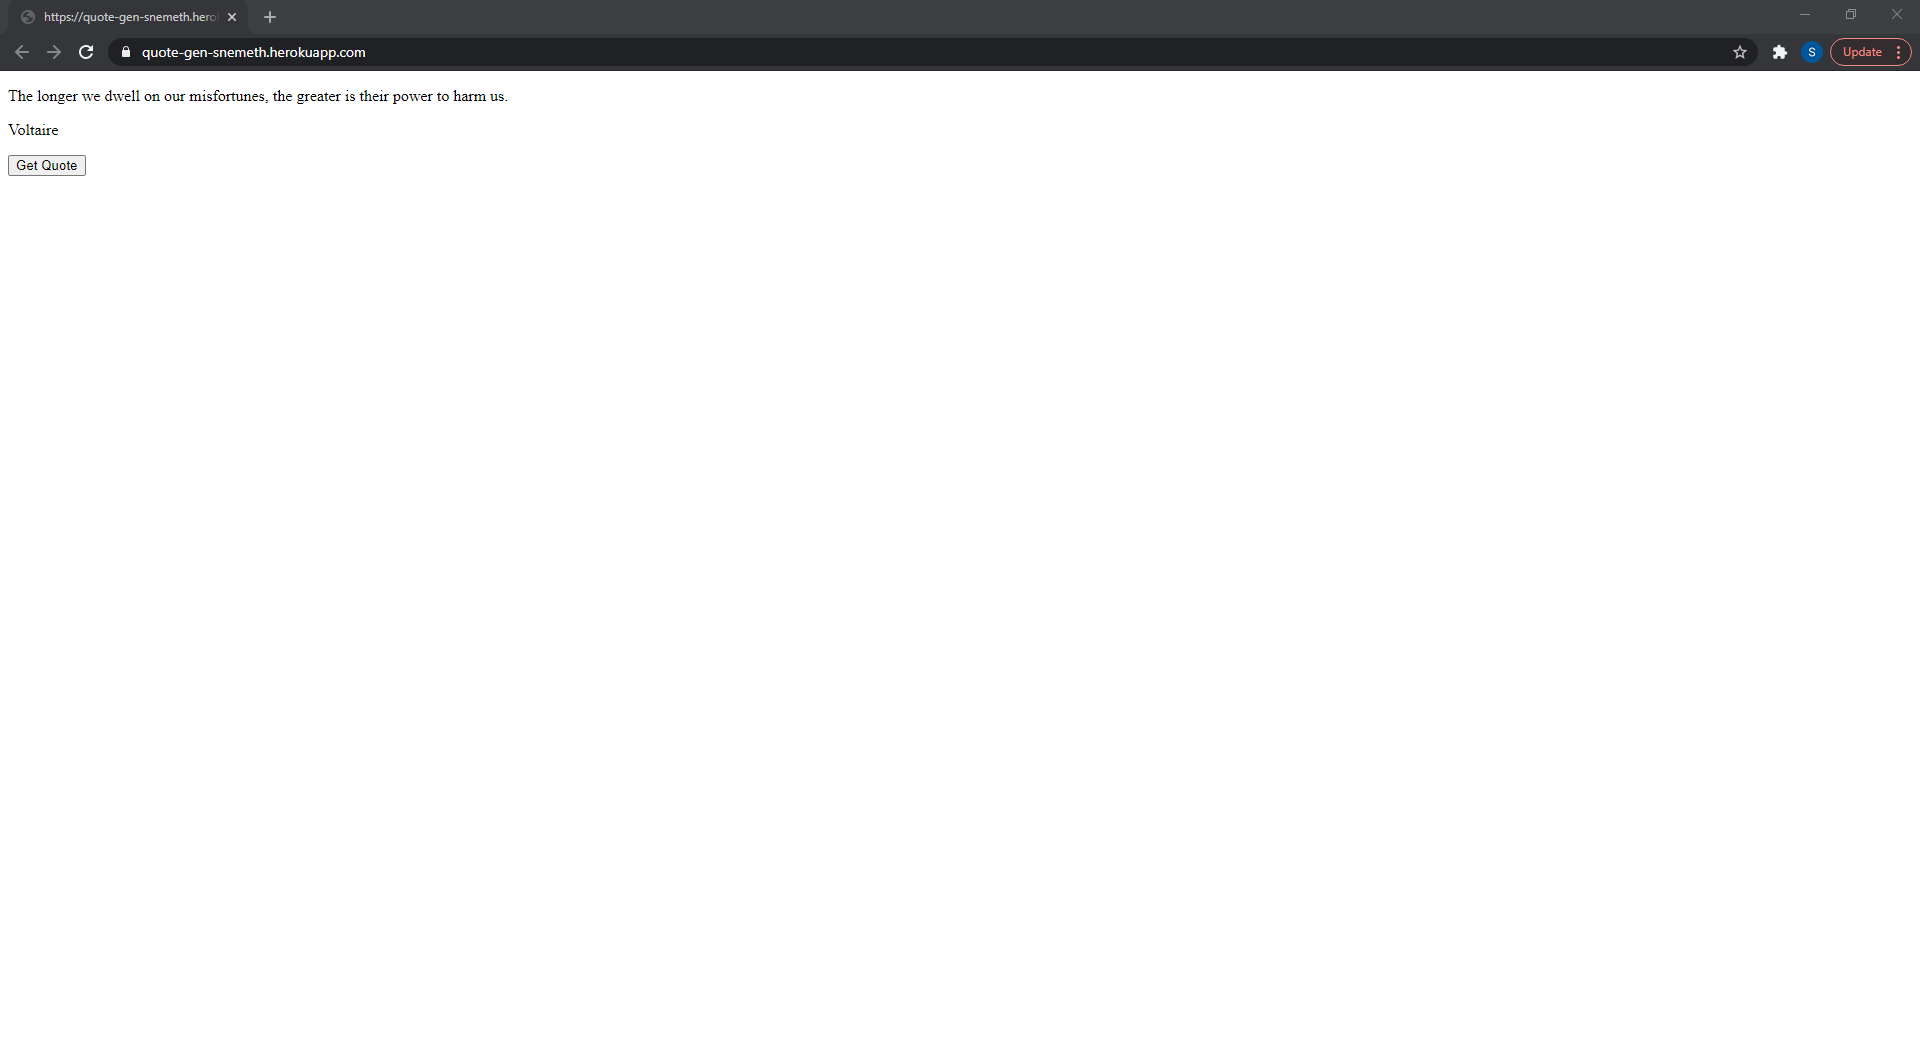 https://quote-gen-snemeth.hero
quote-gen-snemeth.herokuapp.com
S
Update
The longer we dwell on our misfortunes, the greater is their power to harm us.
Voltaire
Get Quote